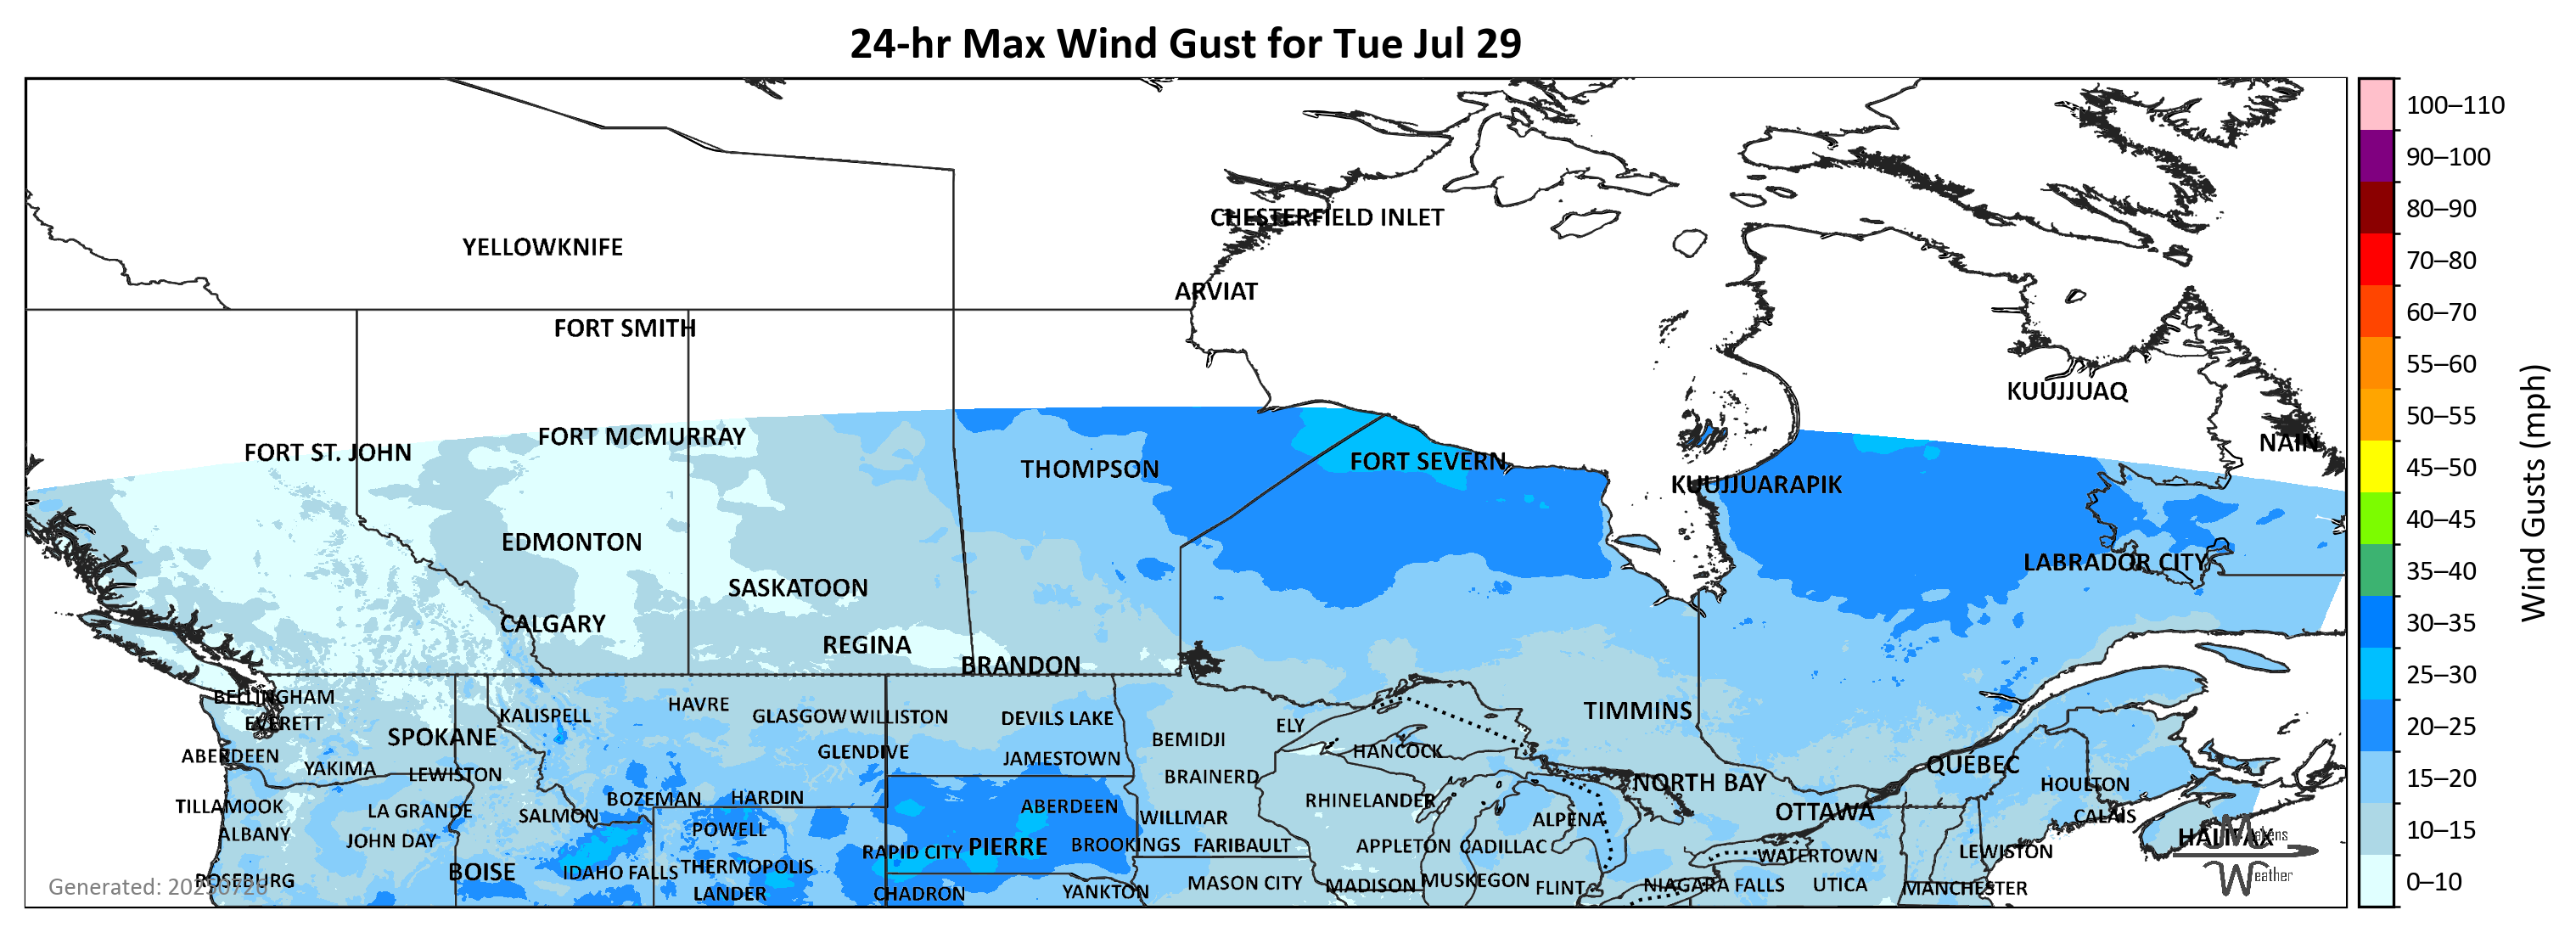 24-hr Max Wind Gust for Tue Jul 29
100–110
90–100
80–90
70–80
60–70
55–60
50–55
45–50
40–45
35–40
30–35
25–30
20–25
15–20
10–15
0–10
Wind Gusts (mph)
CHESTERFIELD INLET
YELLOWKNIFE
ARVIAT
FORT SMITH
KUUJJUAQ
FORT MCMURRAY
NAIN
FORT ST. JOHN
FORT SEVERN
THOMPSON
KUUJJUARAPIK
EDMONTON
LABRADOR CITY
SASKATOON
CALGARY
REGINA
BRANDON
BELLINGHAM
HAVRE
TIMMINS
KALISPELL
GLASGOW
WILLISTON
DEVILS LAKE
EVERETT
ELY
SPOKANE
BEMIDJI
GLENDIVE
HANCOCK
ABERDEEN
JAMESTOWN
QUÉBEC
YAKIMA
LEWISTON
BRAINERD
NORTH BAY
HOULTON
BOZEMAN
HARDIN
RHINELANDER
TILLAMOOK
ABERDEEN
LA GRANDE
OTTAWA
SALMON
CALAIS
WILLMAR
ALPENA
POWELL
ALBANY
HALIFAX
Makens
JOHN DAY
PIERRE
BROOKINGS
FARIBAULT
APPLETON
CADILLAC
RAPID CITY
LEWISTON
WATERTOWN
THERMOPOLIS
BOISE
IDAHO FALLS
Weather
ROSEBURG
MASON CITY
MUSKEGON
MADISON
NIAGARA FALLS
UTICA
Generated: 20250728
FLINT
MANCHESTER
YANKTON
LANDER
CHADRON